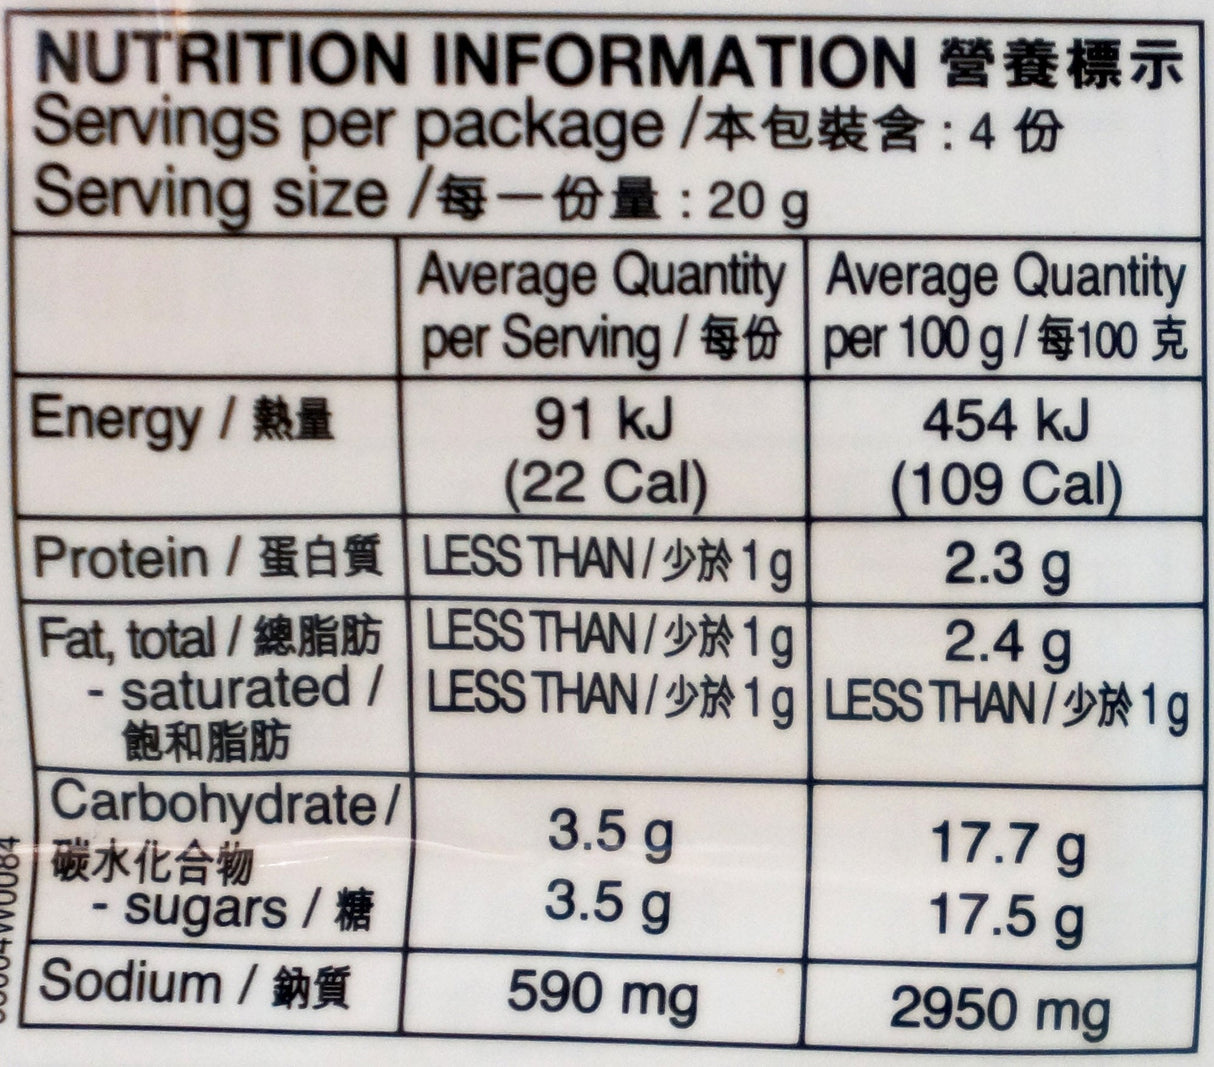 NUTRITION INFORMATION 營養標示
Servings per package /本包裝含 : 4 份
Serving size /每一份量 : 20 g
Average Quantity per Serving / 每份
Average Quantity per 100 g / 每100 克
Energy / 熱量
91 kJ
(22 Cal)
454 kJ
(109 Cal)
Protein / 蛋白質
LESS THAN / 少於 1 g
2.3 g
Fat, total / 總脂肪
LESS THAN / 少於 1 g
2.4 g
- saturated / 飽和脂肪
LESS THAN / 少於 1 g
LESS THAN / 少於 1 g
Carbohydrate / 碳水化合物
3.5 g
17.7 g
- sugars / 糖
3.5 g
17.5 g
Sodium / 鈉質
590 mg
2950 mg